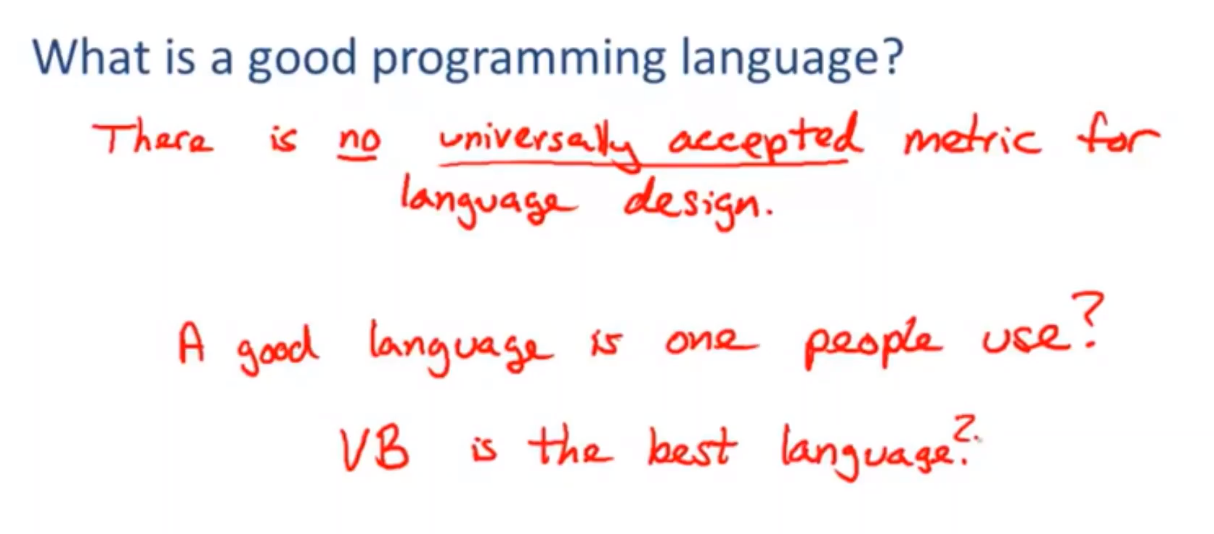 What is a good programming language?
There is no universally accepted metric for
language design.
A good language is one people use?
VB is the best language?